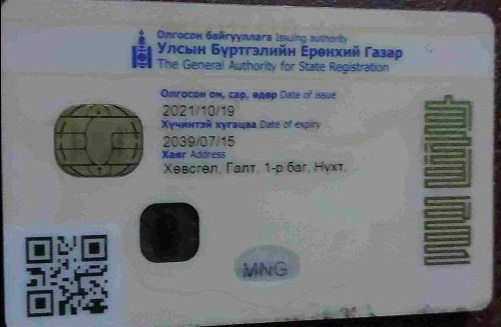 Олгосон байгууллага Issuing authority
Улсын Бүртгэлийн Ерөнхий Газар
The General Authority for State Registration
Олгосон он, сар, өдөр Date of issue
2021/10/19
Хүчинтэй хугацаа Date of expiry
2039/07/15
Хаяг Address
Хөвсгөл, Галт, 1-р баг, Нүхт,
MNG